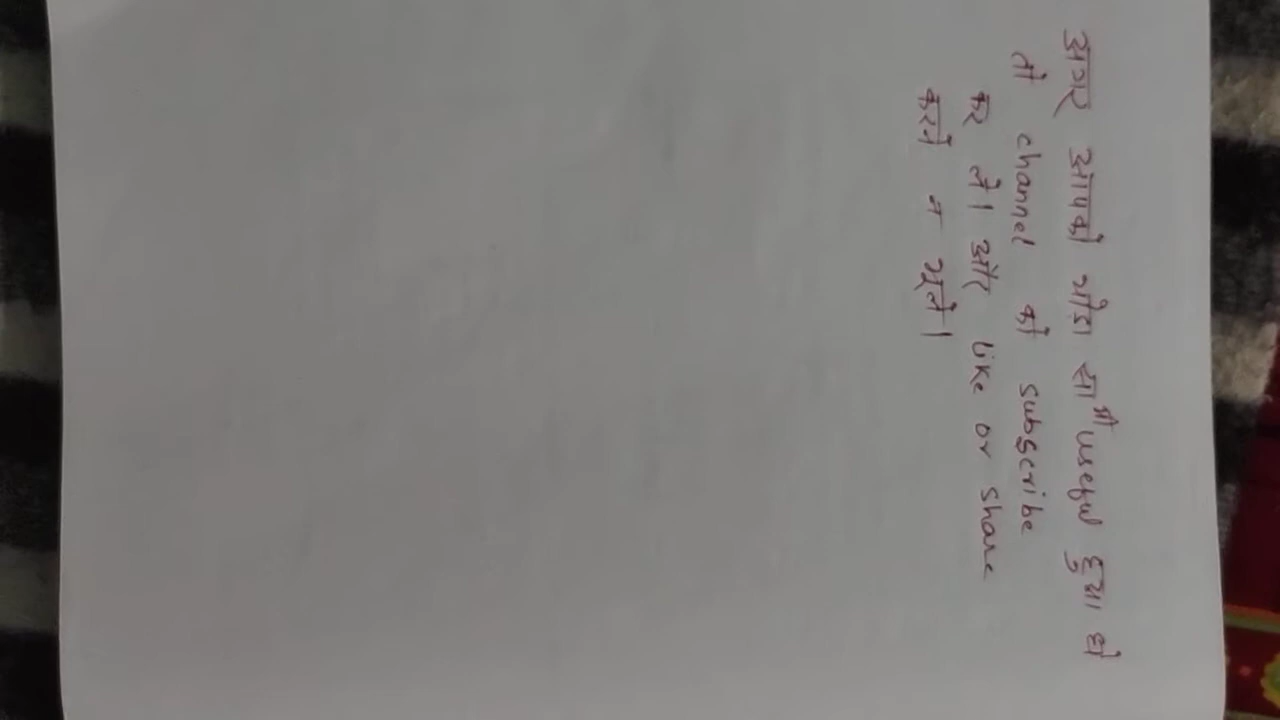 अगर आपको थोडा सा भी useful हुआ हो
तो channel को subscribe
कर ले। और like or share
करने न भूले।